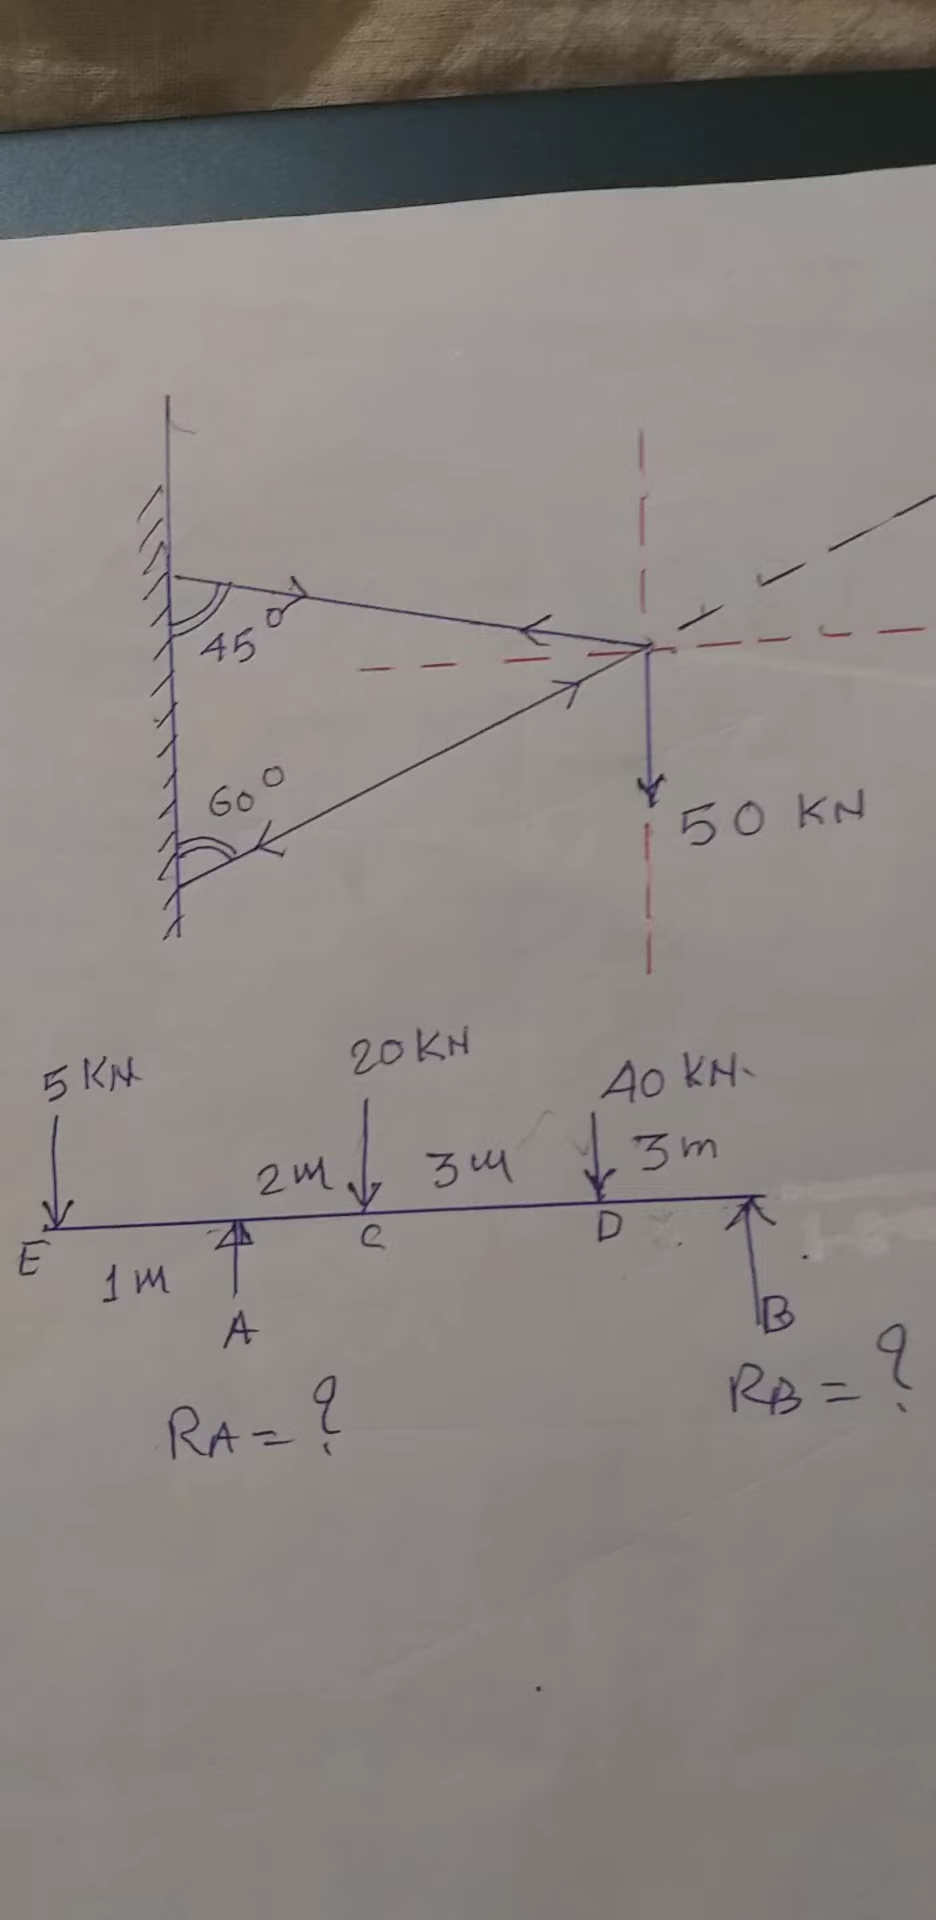 45°
60°
50 KN
5 KN
20 KN
40 KN.
2m
3m
3m
E
C
D
1m
A
B
RA = ?
RB = ?